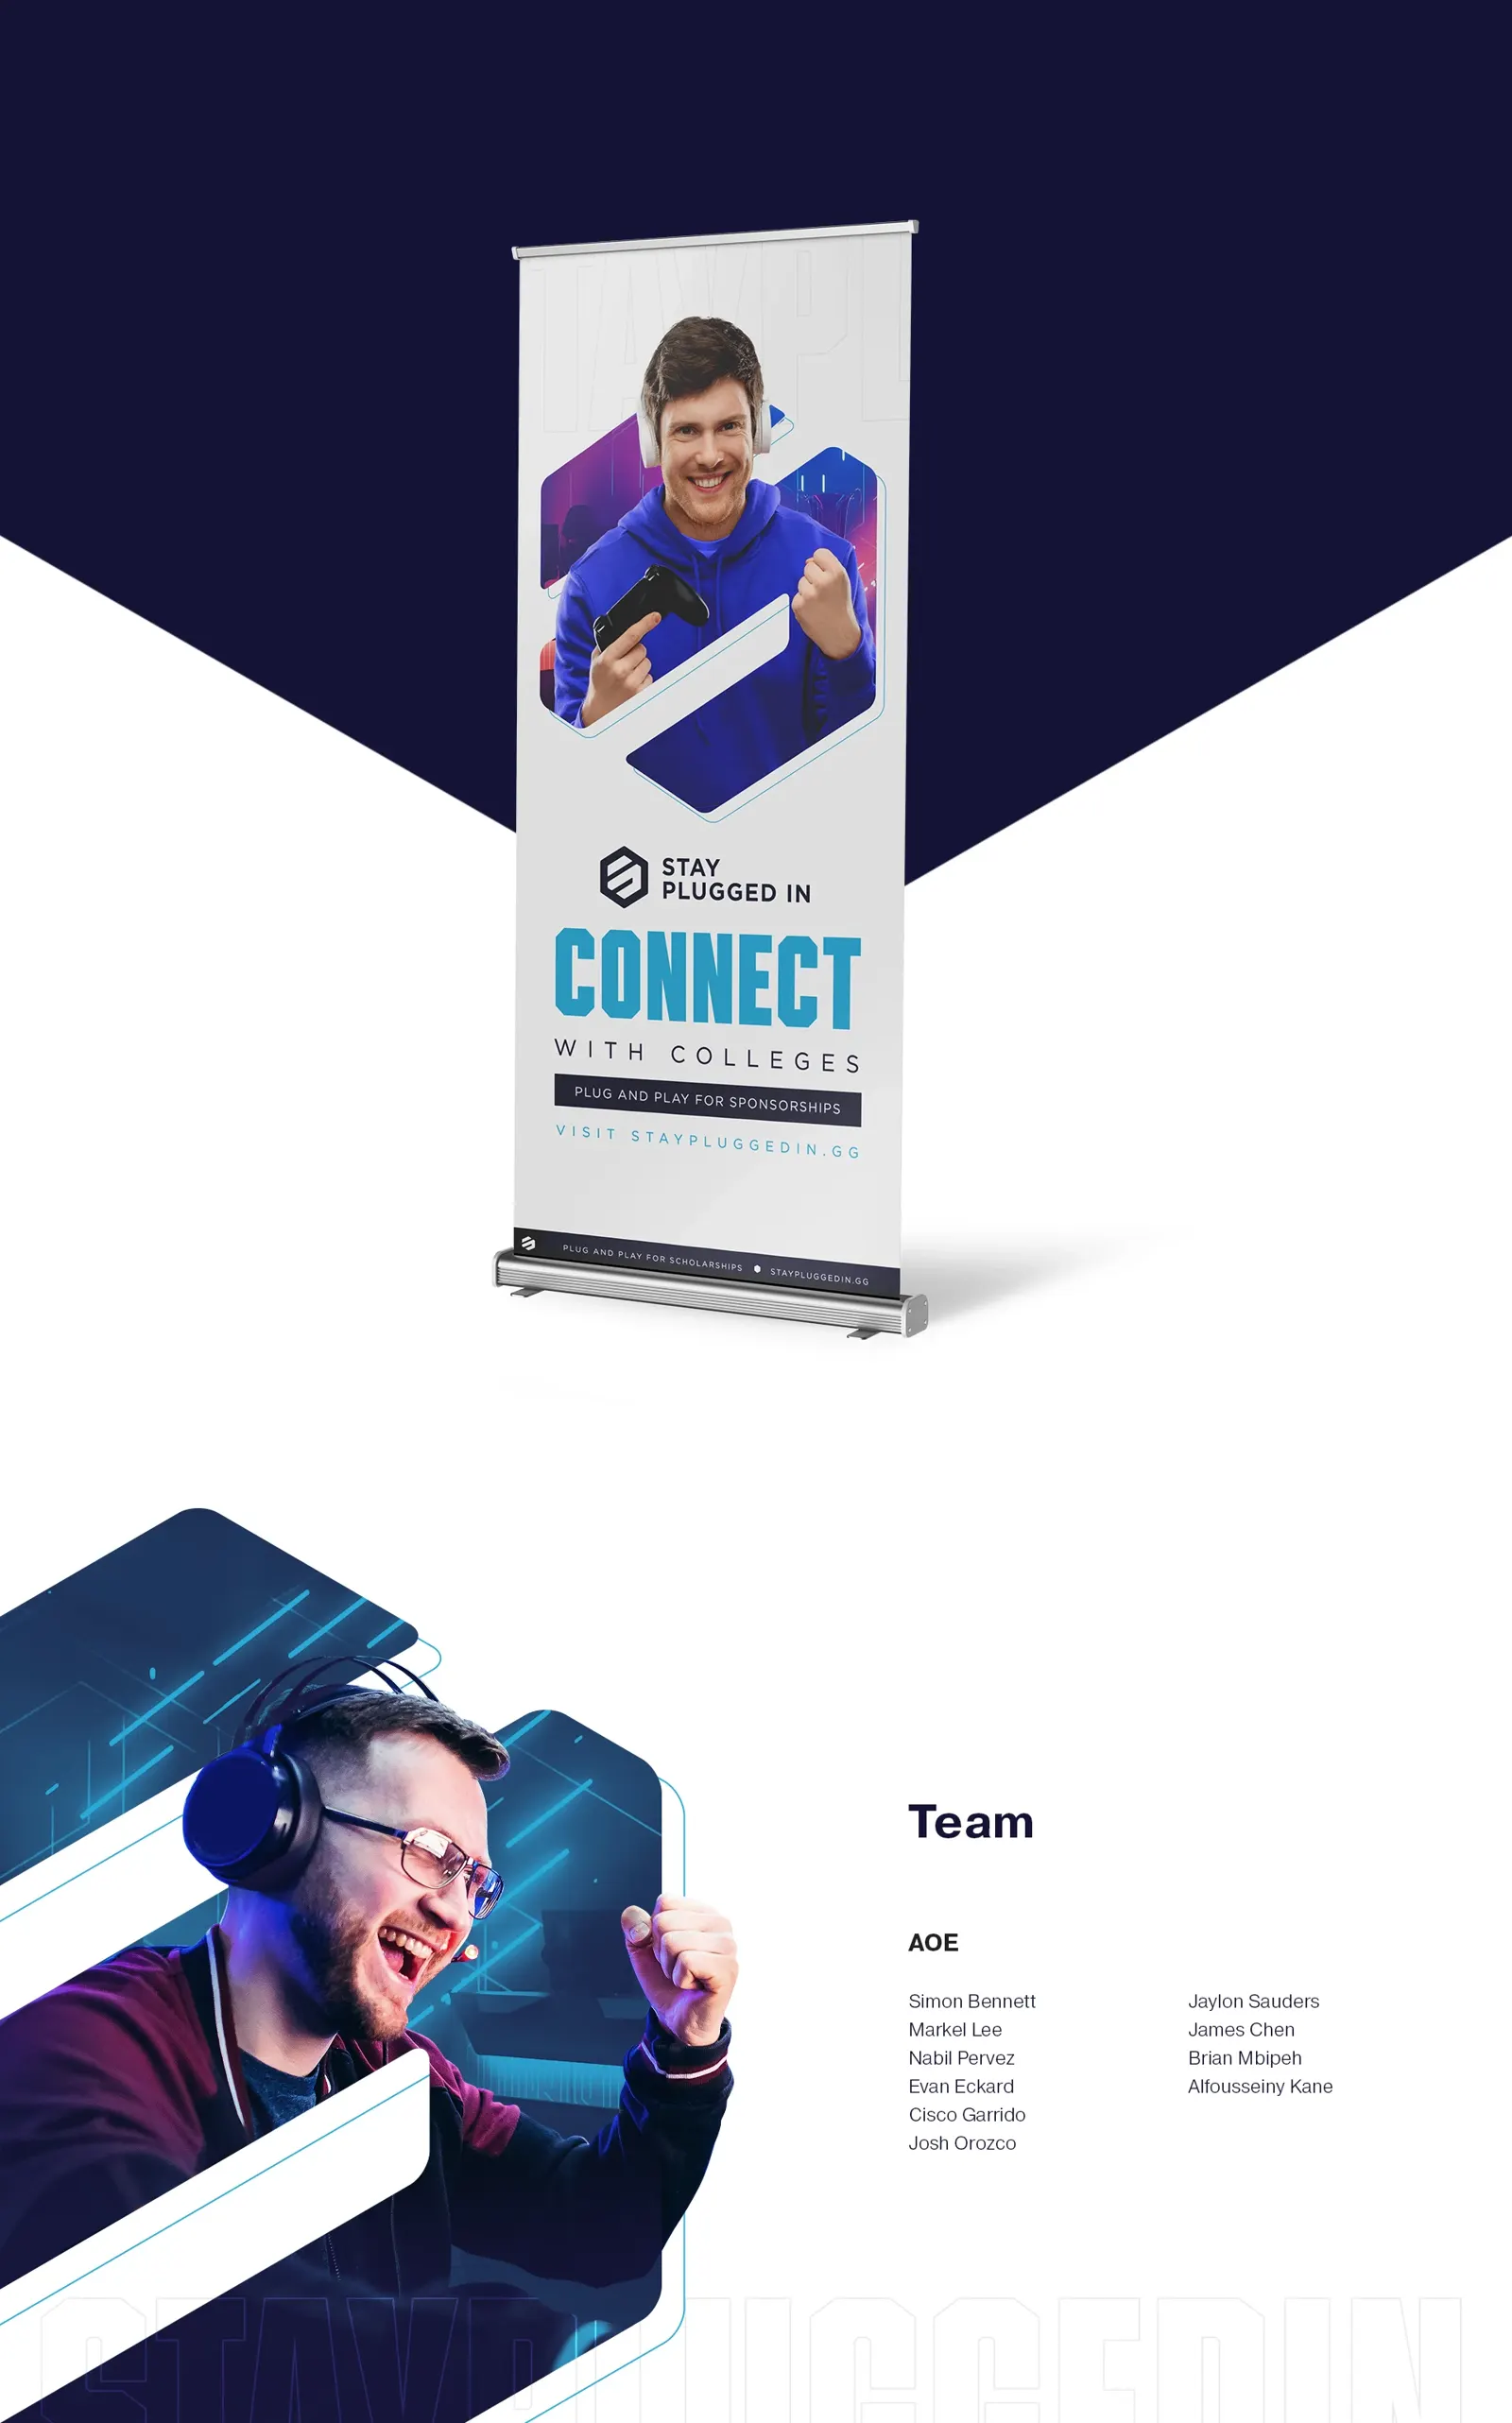 STAYPL
STAY
PLUGGED IN
CONNECT
WITH COLLEGES
PLUG AND PLAY FOR SPONSORSHIPS
VISIT STAYPLUGGEDIN.GG
PLUG AND PLAY FOR SCHOLARSHIPS STAYPLUGGEDIN.GG
Team
AOE
Simon Bennett
Markel Lee
Nabil Pervez
Evan Eckard
Cisco Garrido
Josh Orozco
Jaylon Sauders
James Chen
Brian Mbipeh
Alfousseiny Kane
STAYPLUGGEDIN